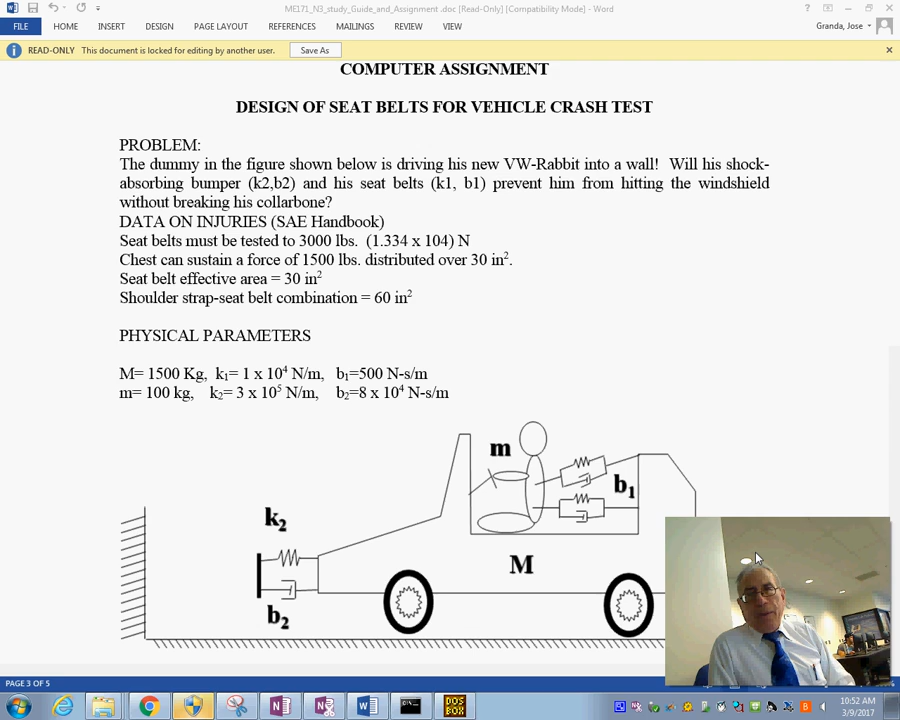 ME171_N3_study_Guide_and_Assignment .doc [Read-Only] [Compatibility Mode] - Word
FILE HOME INSERT DESIGN PAGE LAYOUT REFERENCES MAILINGS REVIEW VIEW Granda, Jose
READ-ONLY This document is locked for editing by another user. Save As
COMPUTER ASSIGNMENT
DESIGN OF SEAT BELTS FOR VEHICLE CRASH TEST
PROBLEM:
The dummy in the figure shown below is driving his new VW-Rabbit into a wall! Will his shock-
absorbing bumper (k2,b2) and his seat belts (k1, b1) prevent him from hitting the windshield
without breaking his collarbone?
DATA ON INJURIES (SAE Handbook)
Seat belts must be tested to 3000 lbs. (1.334 x 104) N
Chest can sustain a force of 1500 lbs. distributed over 30 in².
Seat belt effective area = 30 in²
Shoulder strap-seat belt combination = 60 in²
PHYSICAL PARAMETERS
M= 1500 Kg, k₁= 1 x 10⁴ N/m, b₁=500 N-s/m
m= 100 kg, k₂= 3 x 10⁵ N/m, b₂=8 x 10⁴ N-s/m
m
b₁
k₂
M
b₂
PAGE 3 OF 5
DOS BOX
10:52 AM
3/9/2017